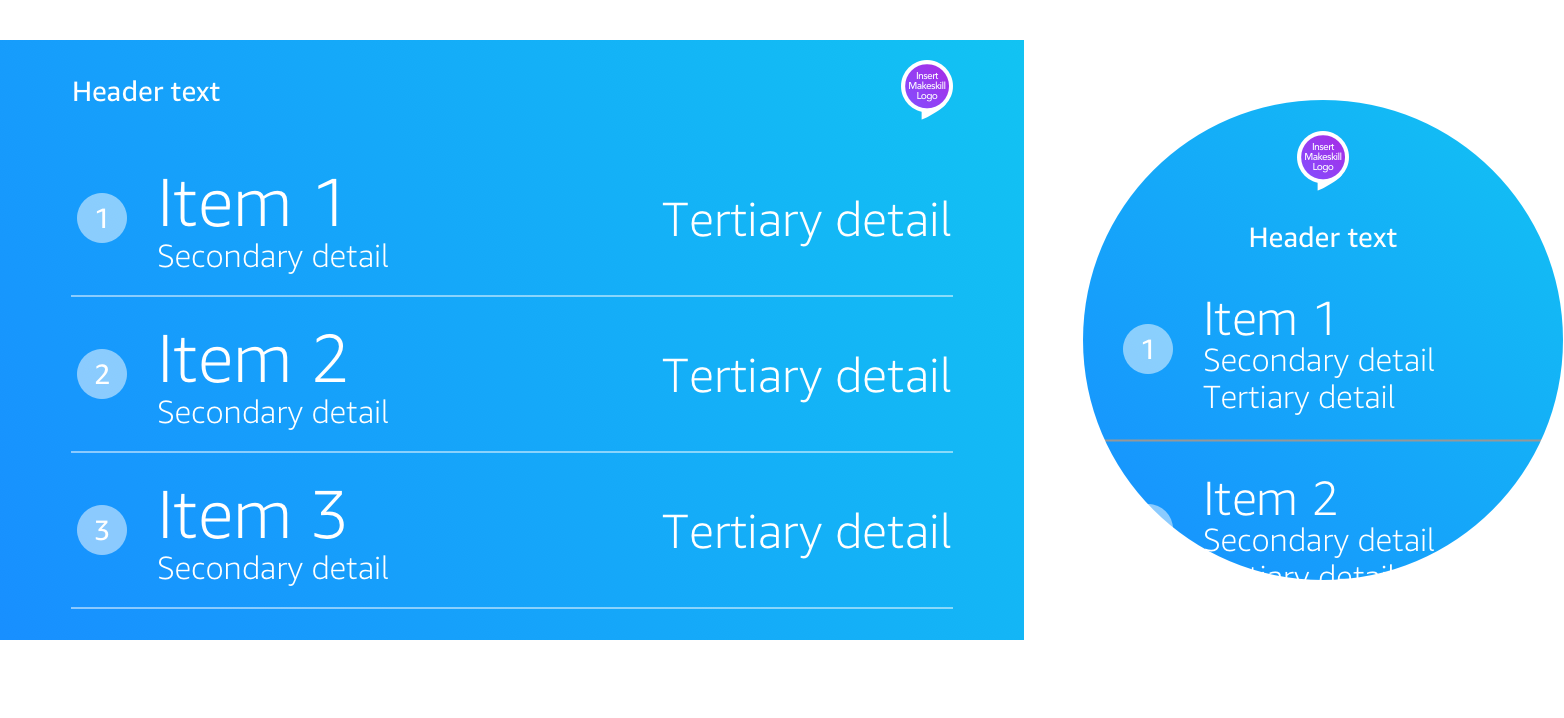 Header text
Insert
Makeskill
Logo
1
Item 1
Secondary detail
Tertiary detail
2
Item 2
Secondary detail
Tertiary detail
3
Item 3
Secondary detail
Tertiary detail
Insert
Makeskill
Logo
Header text
1
Item 1
Secondary detail
Tertiary detail
Item 2
Secondary detail
detail